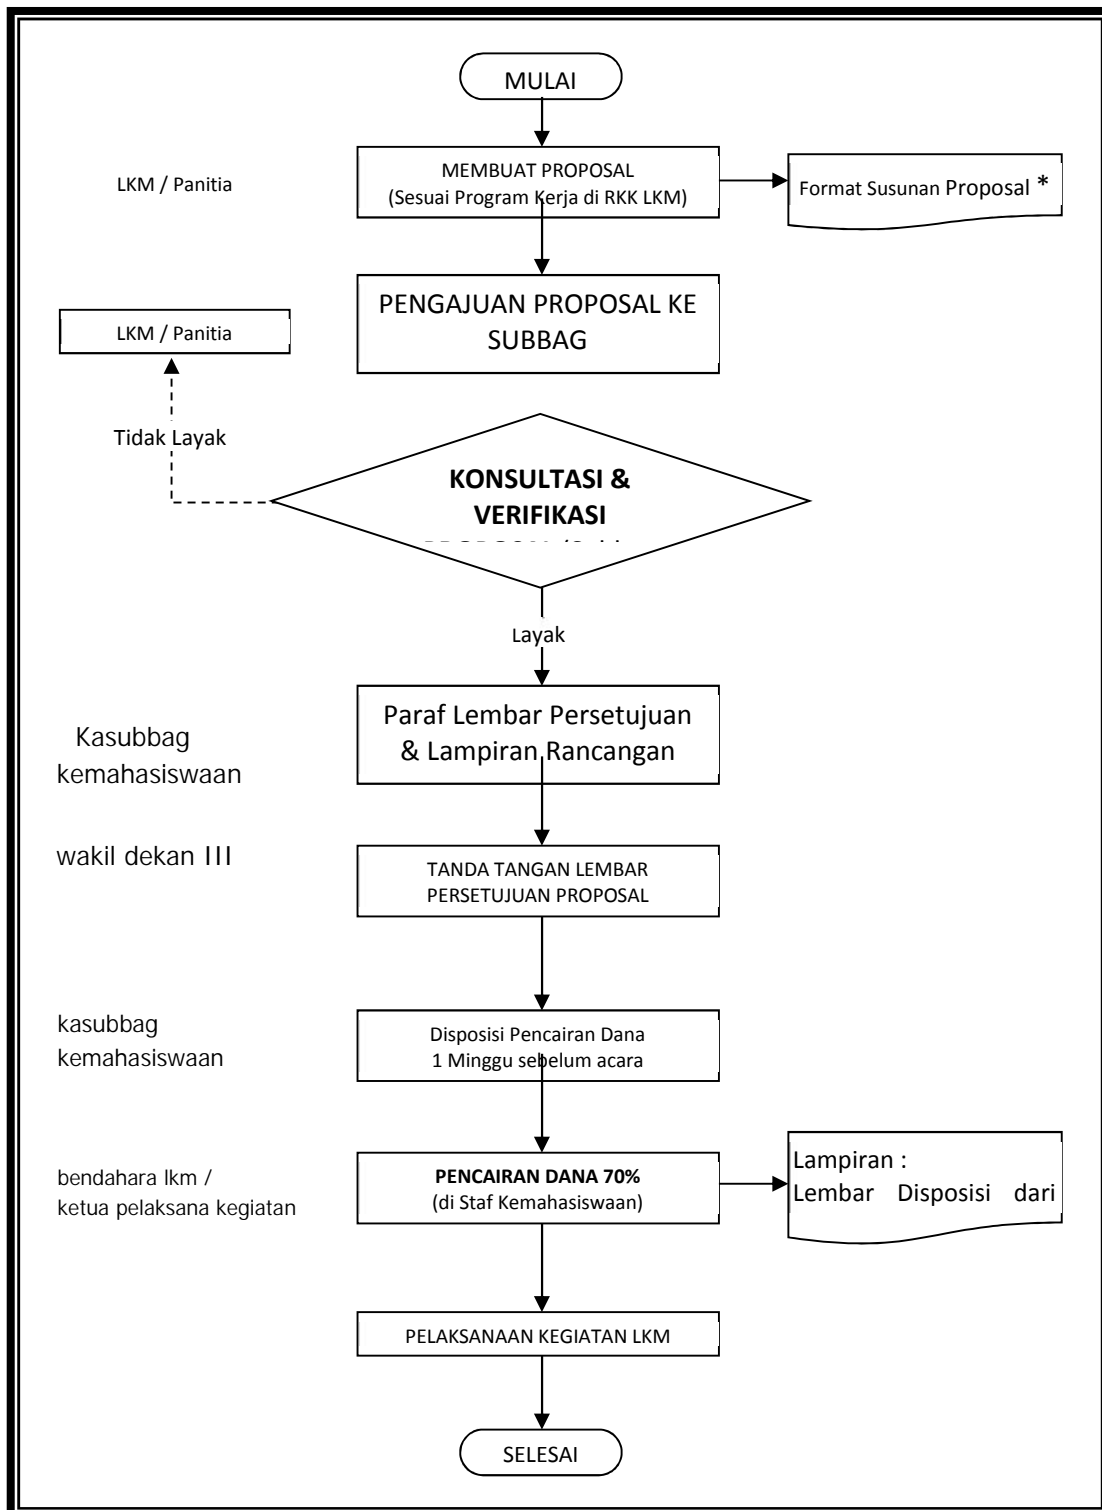 MULAI
LKM / Panitia
MEMBUAT PROPOSAL
(Sesuai Program Kerja di RKK LKM)
Format Susunan Proposal *
PENGAJUAN PROPOSAL KE
SUBBAG
LKM / Panitia
Tidak Layak
KONSULTASI &
VERIFIKASI
Layak
Paraf Lembar Persetujuan
& Lampiran Rancangan
Kasubbag
kemahasiswaan
wakil dekan III
TANDA TANGAN LEMBAR
PERSETUJUAN PROPOSAL
kasubbag
kemahasiswaan
Disposisi Pencairan Dana
1 Minggu sebelum acara
bendahara lkm /
ketua pelaksana kegiatan
PENCAIRAN DANA 70%
(di Staf Kemahasiswaan)
Lampiran :
Lembar Disposisi dari
PELAKSANAAN KEGIATAN LKM
SELESAI